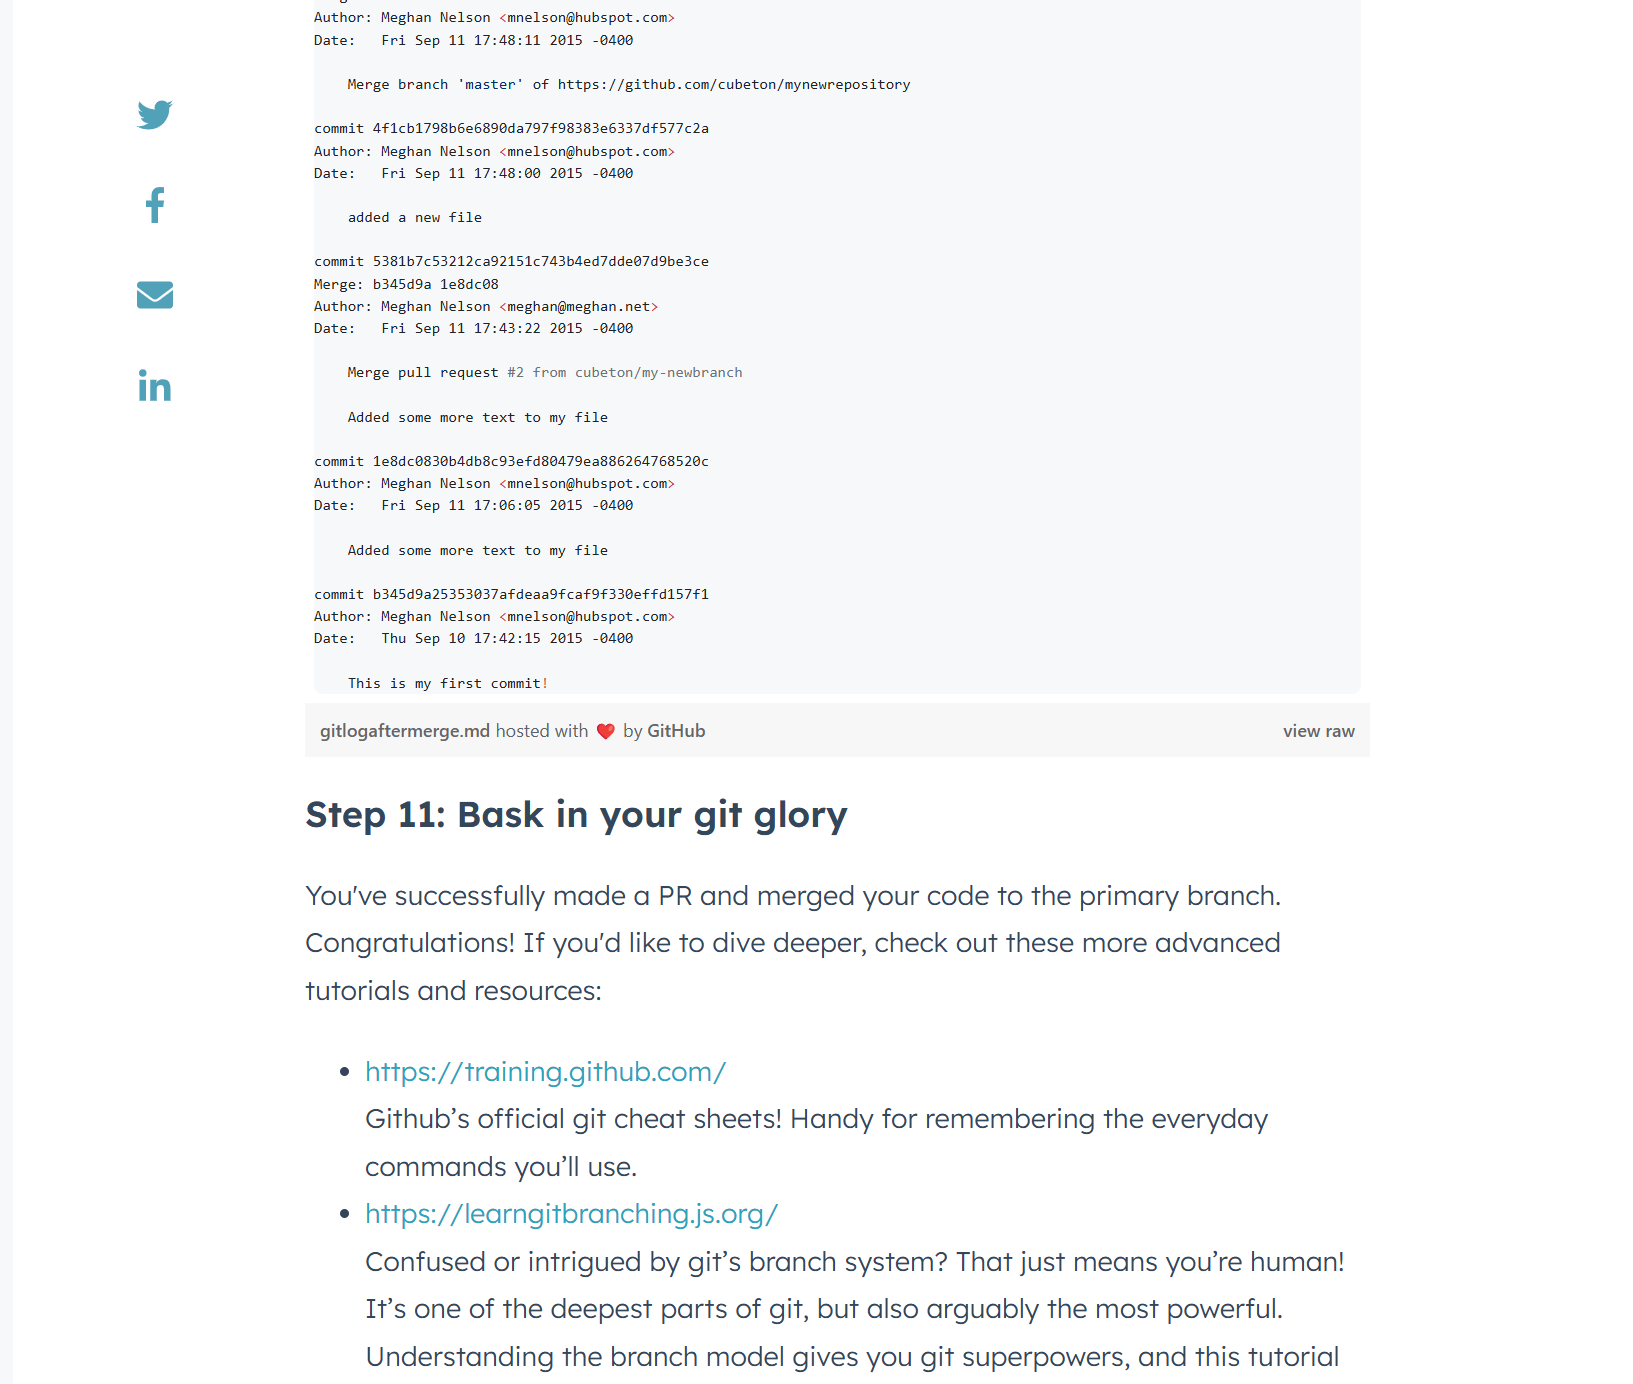 Author: Meghan Nelson <mnelson@hubspot.com>
Date:   Fri Sep 11 17:48:11 2015 -0400
Merge branch 'master' of https://github.com/cubeton/mynewrepository
commit 4f1cb1798b6e6890da797f98383e6337df577c2a
Author: Meghan Nelson <mnelson@hubspot.com>
Date:   Fri Sep 11 17:48:00 2015 -0400
added a new file
commit 5381b7c53212ca92151c743b4ed7dde07d9be3ce
Merge: b345d9a 1e8dc08
Author: Meghan Nelson <meghan@meghan.net>
Date:   Fri Sep 11 17:43:22 2015 -0400
Merge pull request #2 from cubeton/my-newbranch
Added some more text to my file
commit 1e8dc0830b4db8c93efd80479ea886264768520c
Author: Meghan Nelson <mnelson@hubspot.com>
Date:   Fri Sep 11 17:06:05 2015 -0400
Added some more text to my file
commit b345d9a25353037afdeaa9fcaf9f330effd157f1
Author: Meghan Nelson <mnelson@hubspot.com>
Date:   Thu Sep 10 17:42:15 2015 -0400
This is my first commit!
gitlogaftermerge.md hosted with ❤ by GitHub view raw
Step 11: Bask in your git glory
You've successfully made a PR and merged your code to the primary branch.
Congratulations! If you'd like to dive deeper, check out these more advanced
tutorials and resources:
• https://training.github.com/
Github’s official git cheat sheets! Handy for remembering the everyday
commands you’ll use.
• https://learngitbranching.js.org/
Confused or intrigued by git’s branch system? That just means you’re human!
It’s one of the deepest parts of git, but also arguably the most powerful.
Understanding the branch model gives you git superpowers, and this tutorial